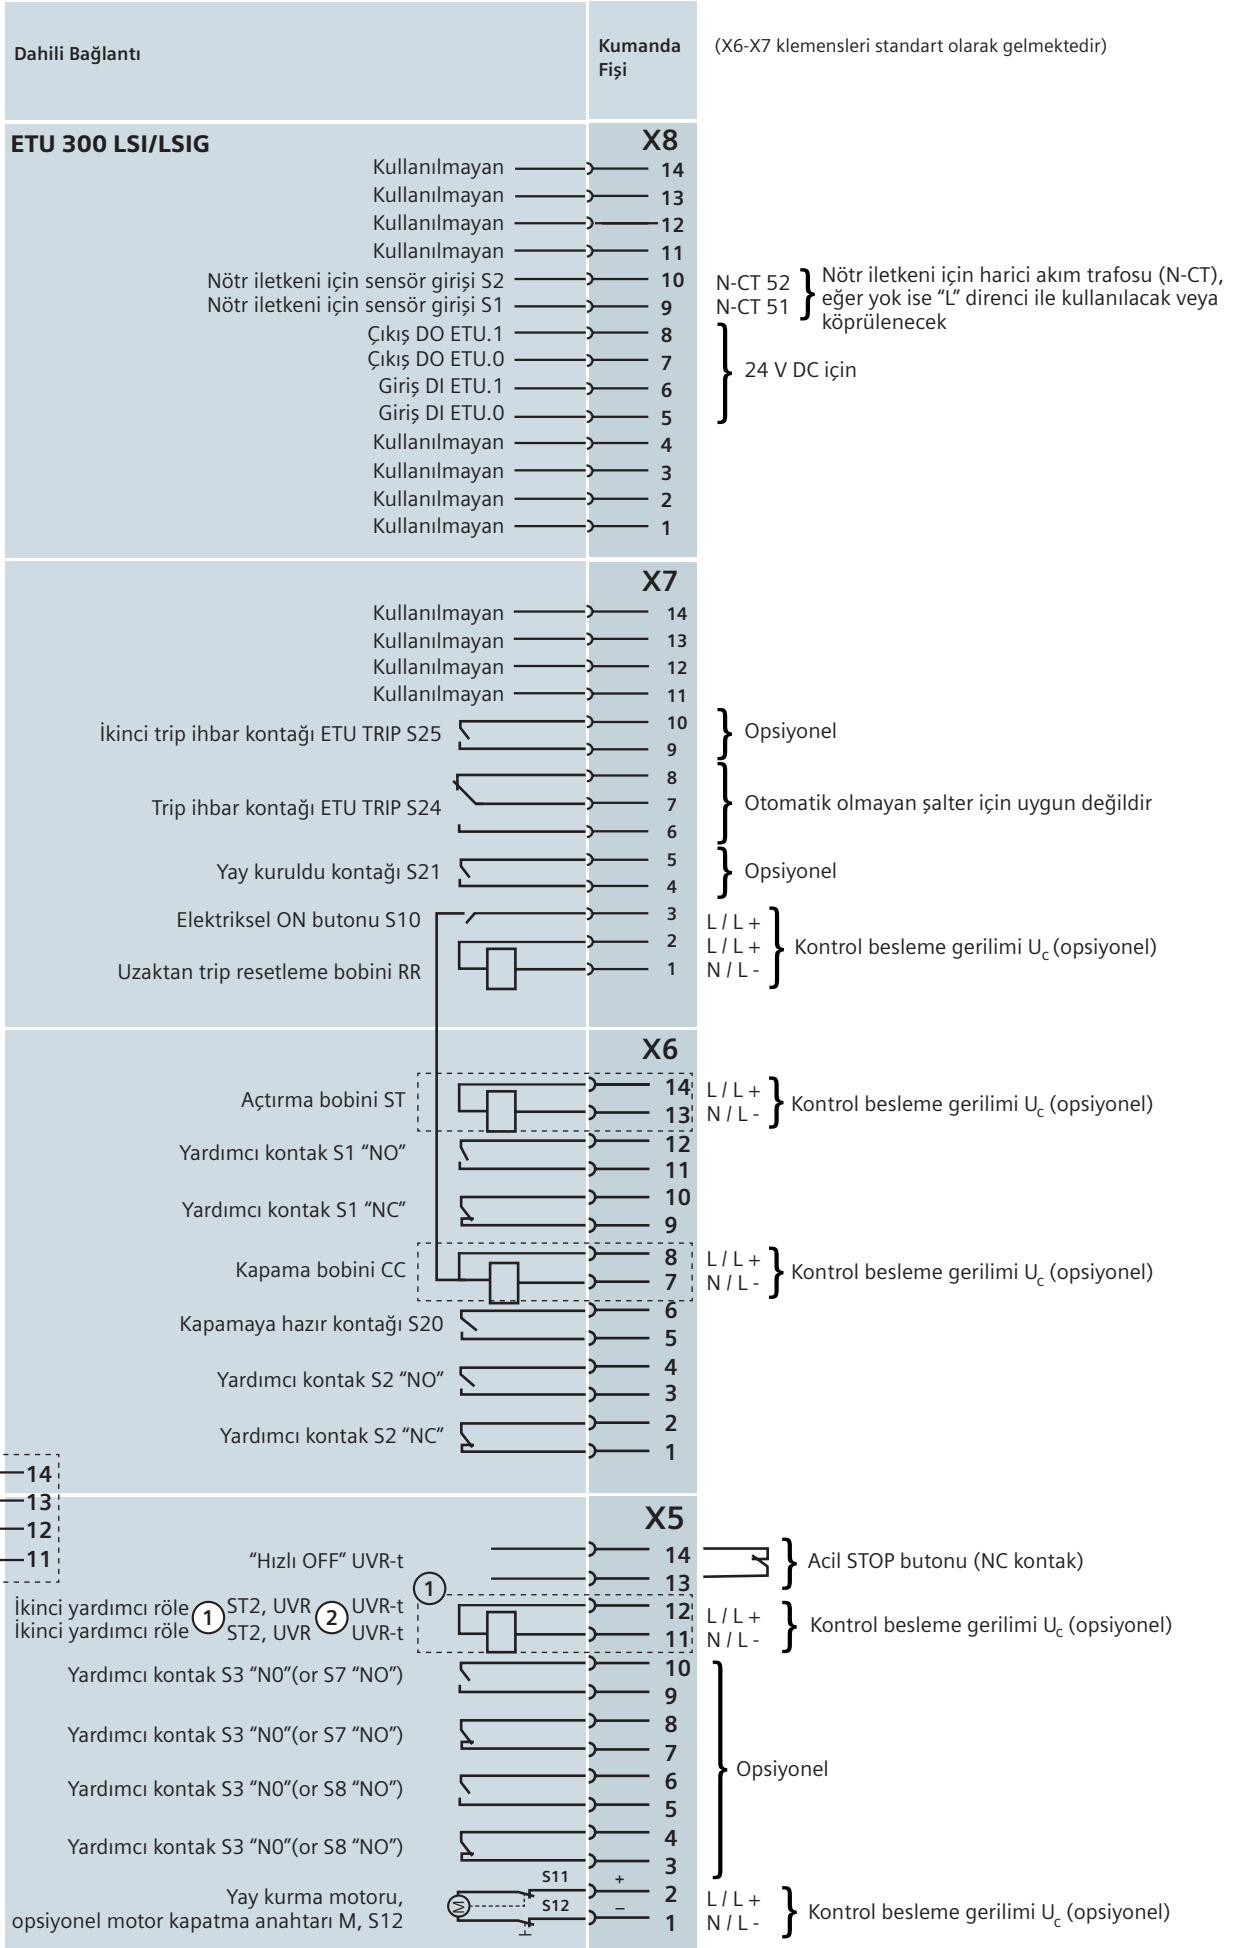 Dahili Bağlantı
Kumanda
Fişi
(X6-X7 klemensleri standart olarak gelmektedir)
ETU 300 LSI/LSIG
X8
Kullanılmayan 14
Kullanılmayan 13
Kullanılmayan 12
Kullanılmayan 11
Nötr iletkeni için sensör girişi S2 10 N-CT 52
Nötr iletkeni için sensör girişi S1 9 N-CT 51
Nötr iletkeni için harici akım trafosu (N-CT),
eğer yok ise “L” direnci ile kullanılacak veya
köprülenecek
Çıkış DO ETU.1 8
Çıkış DO ETU.0 7
24 V DC için
Giriş DI ETU.1 6
Giriş DI ETU.0 5
Kullanılmayan 4
Kullanılmayan 3
Kullanılmayan 2
Kullanılmayan 1
X7
Kullanılmayan 14
Kullanılmayan 13
Kullanılmayan 12
Kullanılmayan 11
10
İkinci trip ihbar kontağı ETU TRIP S25 Opsiyonel
9
8
7
Trip ihbar kontağı ETU TRIP S24 Otomatik olmayan şalter için uygun değildir
6
5
Yay kuruldu kontağı S21 Opsiyonel
4
Elektriksel ON butonu S10 3 L / L +
2 L / L + Kontrol besleme gerilimi Uc (opsiyonel)
Uzaktan trip resetleme bobini RR 1 N / L -
X6
14 L / L +
Açtırma bobini ST Kontrol besleme gerilimi Uc (opsiyonel)
13 N / L -
12
Yardımcı kontak S1 “NO”
11
10
Yardımcı kontak S1 “NC”
9
8 L / L +
Kapama bobini CC Kontrol besleme gerilimi Uc (opsiyonel)
7 N / L -
6
Kapamaya hazır kontağı S20
5
4
Yardımcı kontak S2 “NO”
3
2
Yardımcı kontak S2 “NC”
1
14
13
12
11
X5
14
“Hızlı OFF” UVR-t Acil STOP butonu (NC kontak)
13
1
İkinci yardımcı röle 1 ST2, UVR 2 UVR-t 12 L / L +
İkinci yardımcı röle ST2, UVR UVR-t 11 N / L -
Kontrol besleme gerilimi Uc (opsiyonel)
10
Yardımcı kontak S3 “N0”(or S7 “NO”)
9
8
Yardımcı kontak S3 “N0”(or S7 “NO”)
7
Opsiyonel
6
Yardımcı kontak S3 “N0”(or S8 “NO”)
5
4
Yardımcı kontak S3 “N0”(or S8 “NO”)
3
Yay kurma motoru, M S11 + 2 L / L +
opsiyonel motor kapatma anahtarı M, S12 S12 – 1 N / L -
Kontrol besleme gerilimi Uc (opsiyonel)